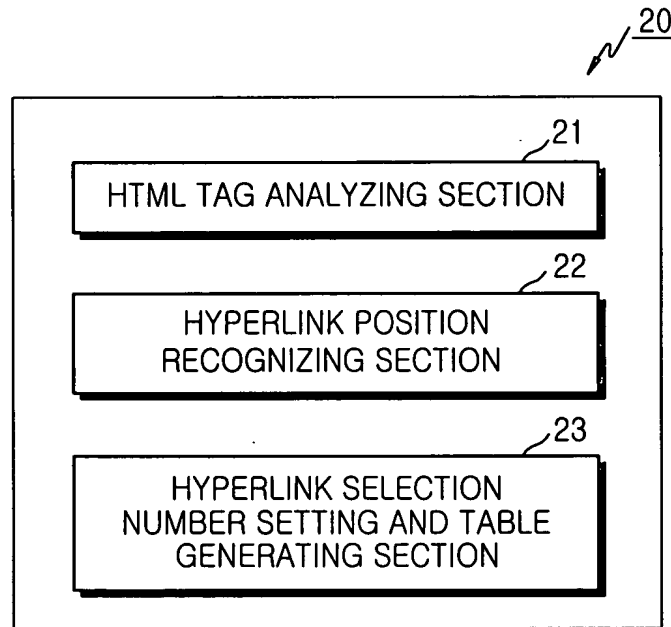 20
21
HTML TAG ANALYZING SECTION
22
HYPERLINK POSITION
RECOGNIZING SECTION
23
HYPERLINK SELECTION
NUMBER SETTING AND TABLE
GENERATING SECTION